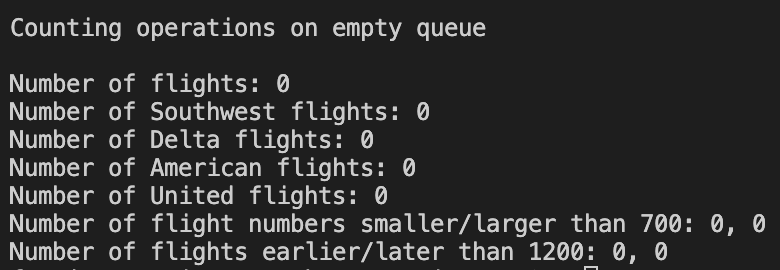 Counting operations on empty queue
Number of flights: 0
Number of Southwest flights: 0
Number of Delta flights: 0
Number of American flights: 0
Number of United flights: 0
Number of flight numbers smaller/larger than 700: 0, 0
Number of flights earlier/later than 1200: 0, 0